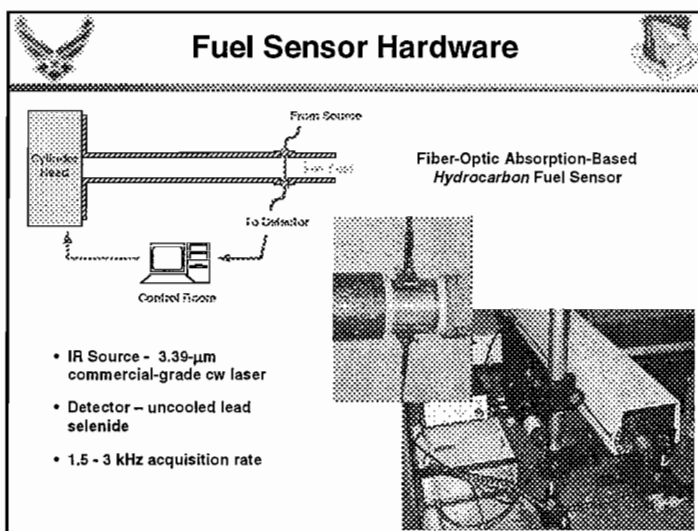 Fuel Sensor Hardware
From Source
Cylinder
Head
To Detector
Control Room
Fiber-Optic Absorption-Based
Hydrocarbon Fuel Sensor
• IR Source - 3.39-µm
commercial-grade cw laser
• Detector – uncooled lead
selenide
• 1.5 - 3 kHz acquisition rate